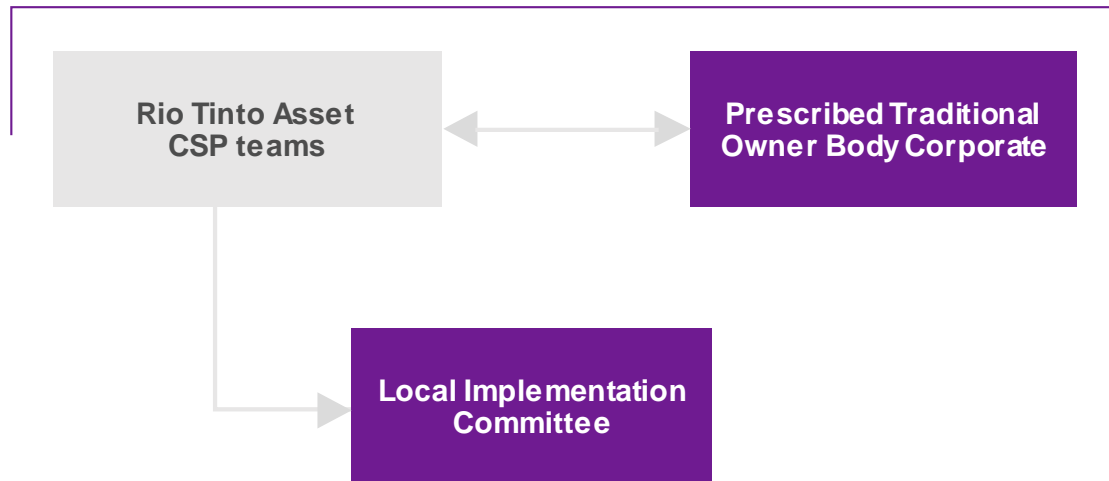 Rio Tinto Asset
CSP teams
Prescribed Traditional
Owner Body Corporate
Local Implementation
Committee